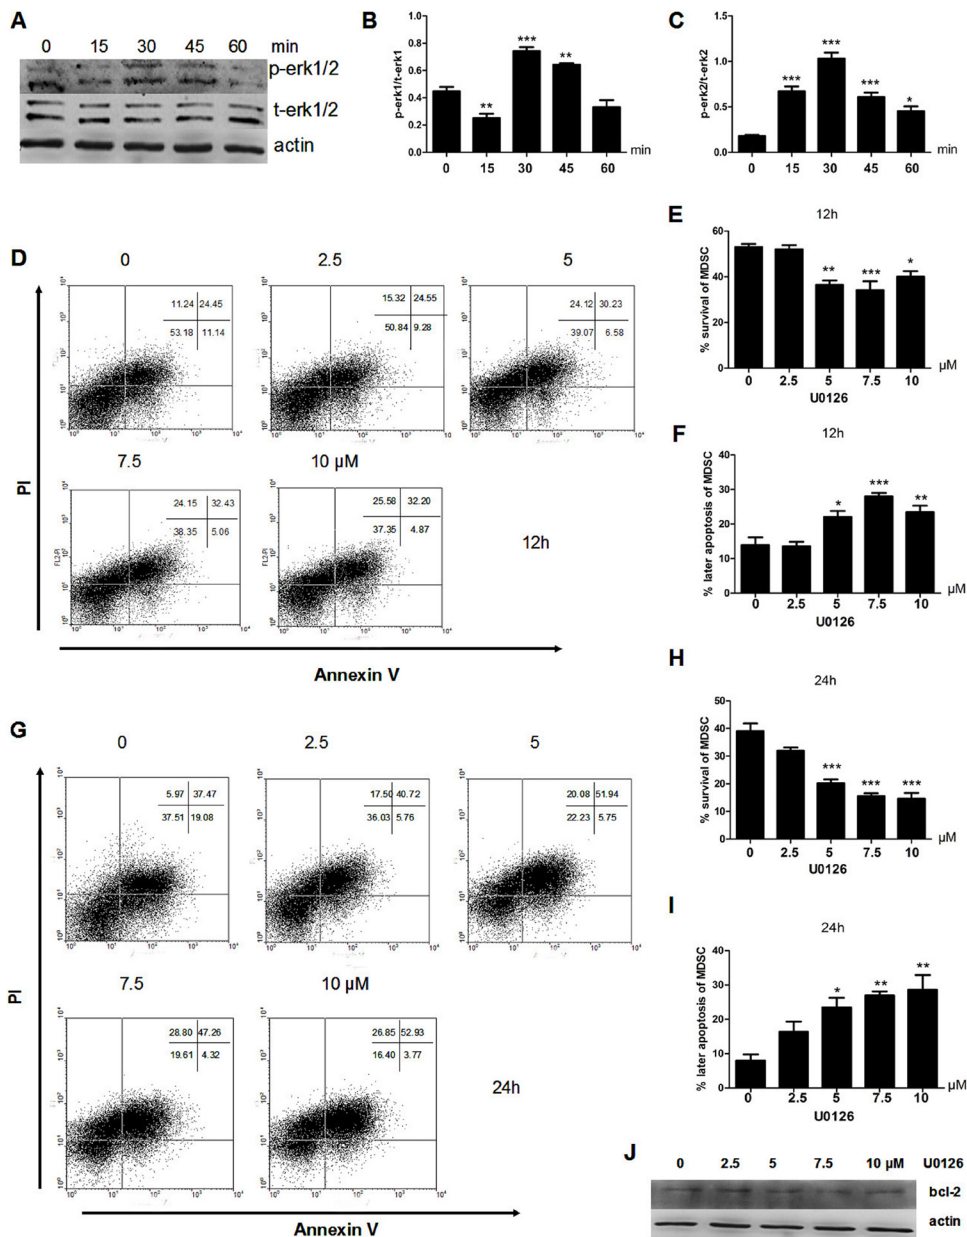 A
0 15 30 45 60 min
p-erk1/2
t-erk1/2
actin
B
p-erk1/t-erk1
0.0 0.2 0.4 0.6 0.8 1.0
** *** **
0 15 30 45 60 min
C
p-erk2/t-erk2
0.0 0.5 1.0 1.5
*** *** *** *
0 15 30 45 60 min
D
0 2.5 5
11.24 24.45
53.18 11.14
15.32 24.55
50.84 9.28
24.12 30.23
39.07 6.58
7.5 10 µM
24.15 32.43
38.35 5.06
25.58 32.20
37.35 4.87
FL2-PI
PI
12h
Annexin V
E
12h
% survival of MDSC
0 20 40 60
** *** *
0 2.5 5 7.5 10 µM
U0126
F
12h
% later apoptosis of MDSC
0 10 20 30 40
* *** **
0 2.5 5 7.5 10 µM
U0126
G
0 2.5 5
5.97 37.47
37.51 19.08
17.50 40.72
36.03 5.76
20.08 51.94
22.23 5.75
7.5 10 µM
28.80 47.26
19.61 4.32
26.85 52.93
16.40 3.77
PI
24h
Annexin V
H
24h
% survival of MDSC
0 10 20 30 40 50
*** *** ***
0 2.5 5 7.5 10 µM
U0126
I
24h
% later apoptosis of MDSC
0 10 20 30 40
* ** **
0 2.5 5 7.5 10 µM
U0126
J
0 2.5 5 7.5 10 µM U0126
bcl-2
actin